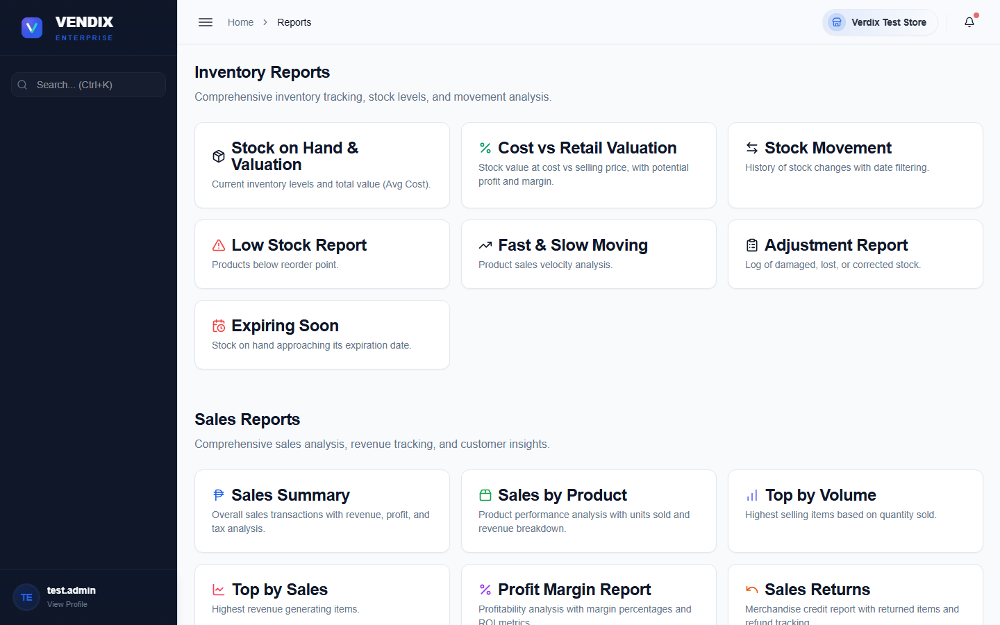 VENDIX
ENTERPRISE
Search... (Ctrl+K)
test.admin
View Profile
TE
Home
Reports
Verdix Test Store
Inventory Reports
Comprehensive inventory tracking, stock levels, and movement analysis.
Stock on Hand &
Valuation
Current inventory levels and total value (Avg Cost).
Cost vs Retail Valuation
Stock value at cost vs selling price, with potential
profit and margin.
Stock Movement
History of stock changes with date filtering.
Low Stock Report
Products below reorder point.
Fast & Slow Moving
Product sales velocity analysis.
Adjustment Report
Log of damaged, lost, or corrected stock.
Expiring Soon
Stock on hand approaching its expiration date.
Sales Reports
Comprehensive sales analysis, revenue tracking, and customer insights.
Sales Summary
Overall sales transactions with revenue, profit, and
tax analysis.
Sales by Product
Product performance analysis with units sold and
revenue breakdown.
Top by Volume
Highest selling items based on quantity sold.
Top by Sales
Highest revenue generating items.
Profit Margin Report
Profitability analysis with margin percentages and
ROI metrics.
Sales Returns
Merchandise credit report with returned items and
refund tracking.